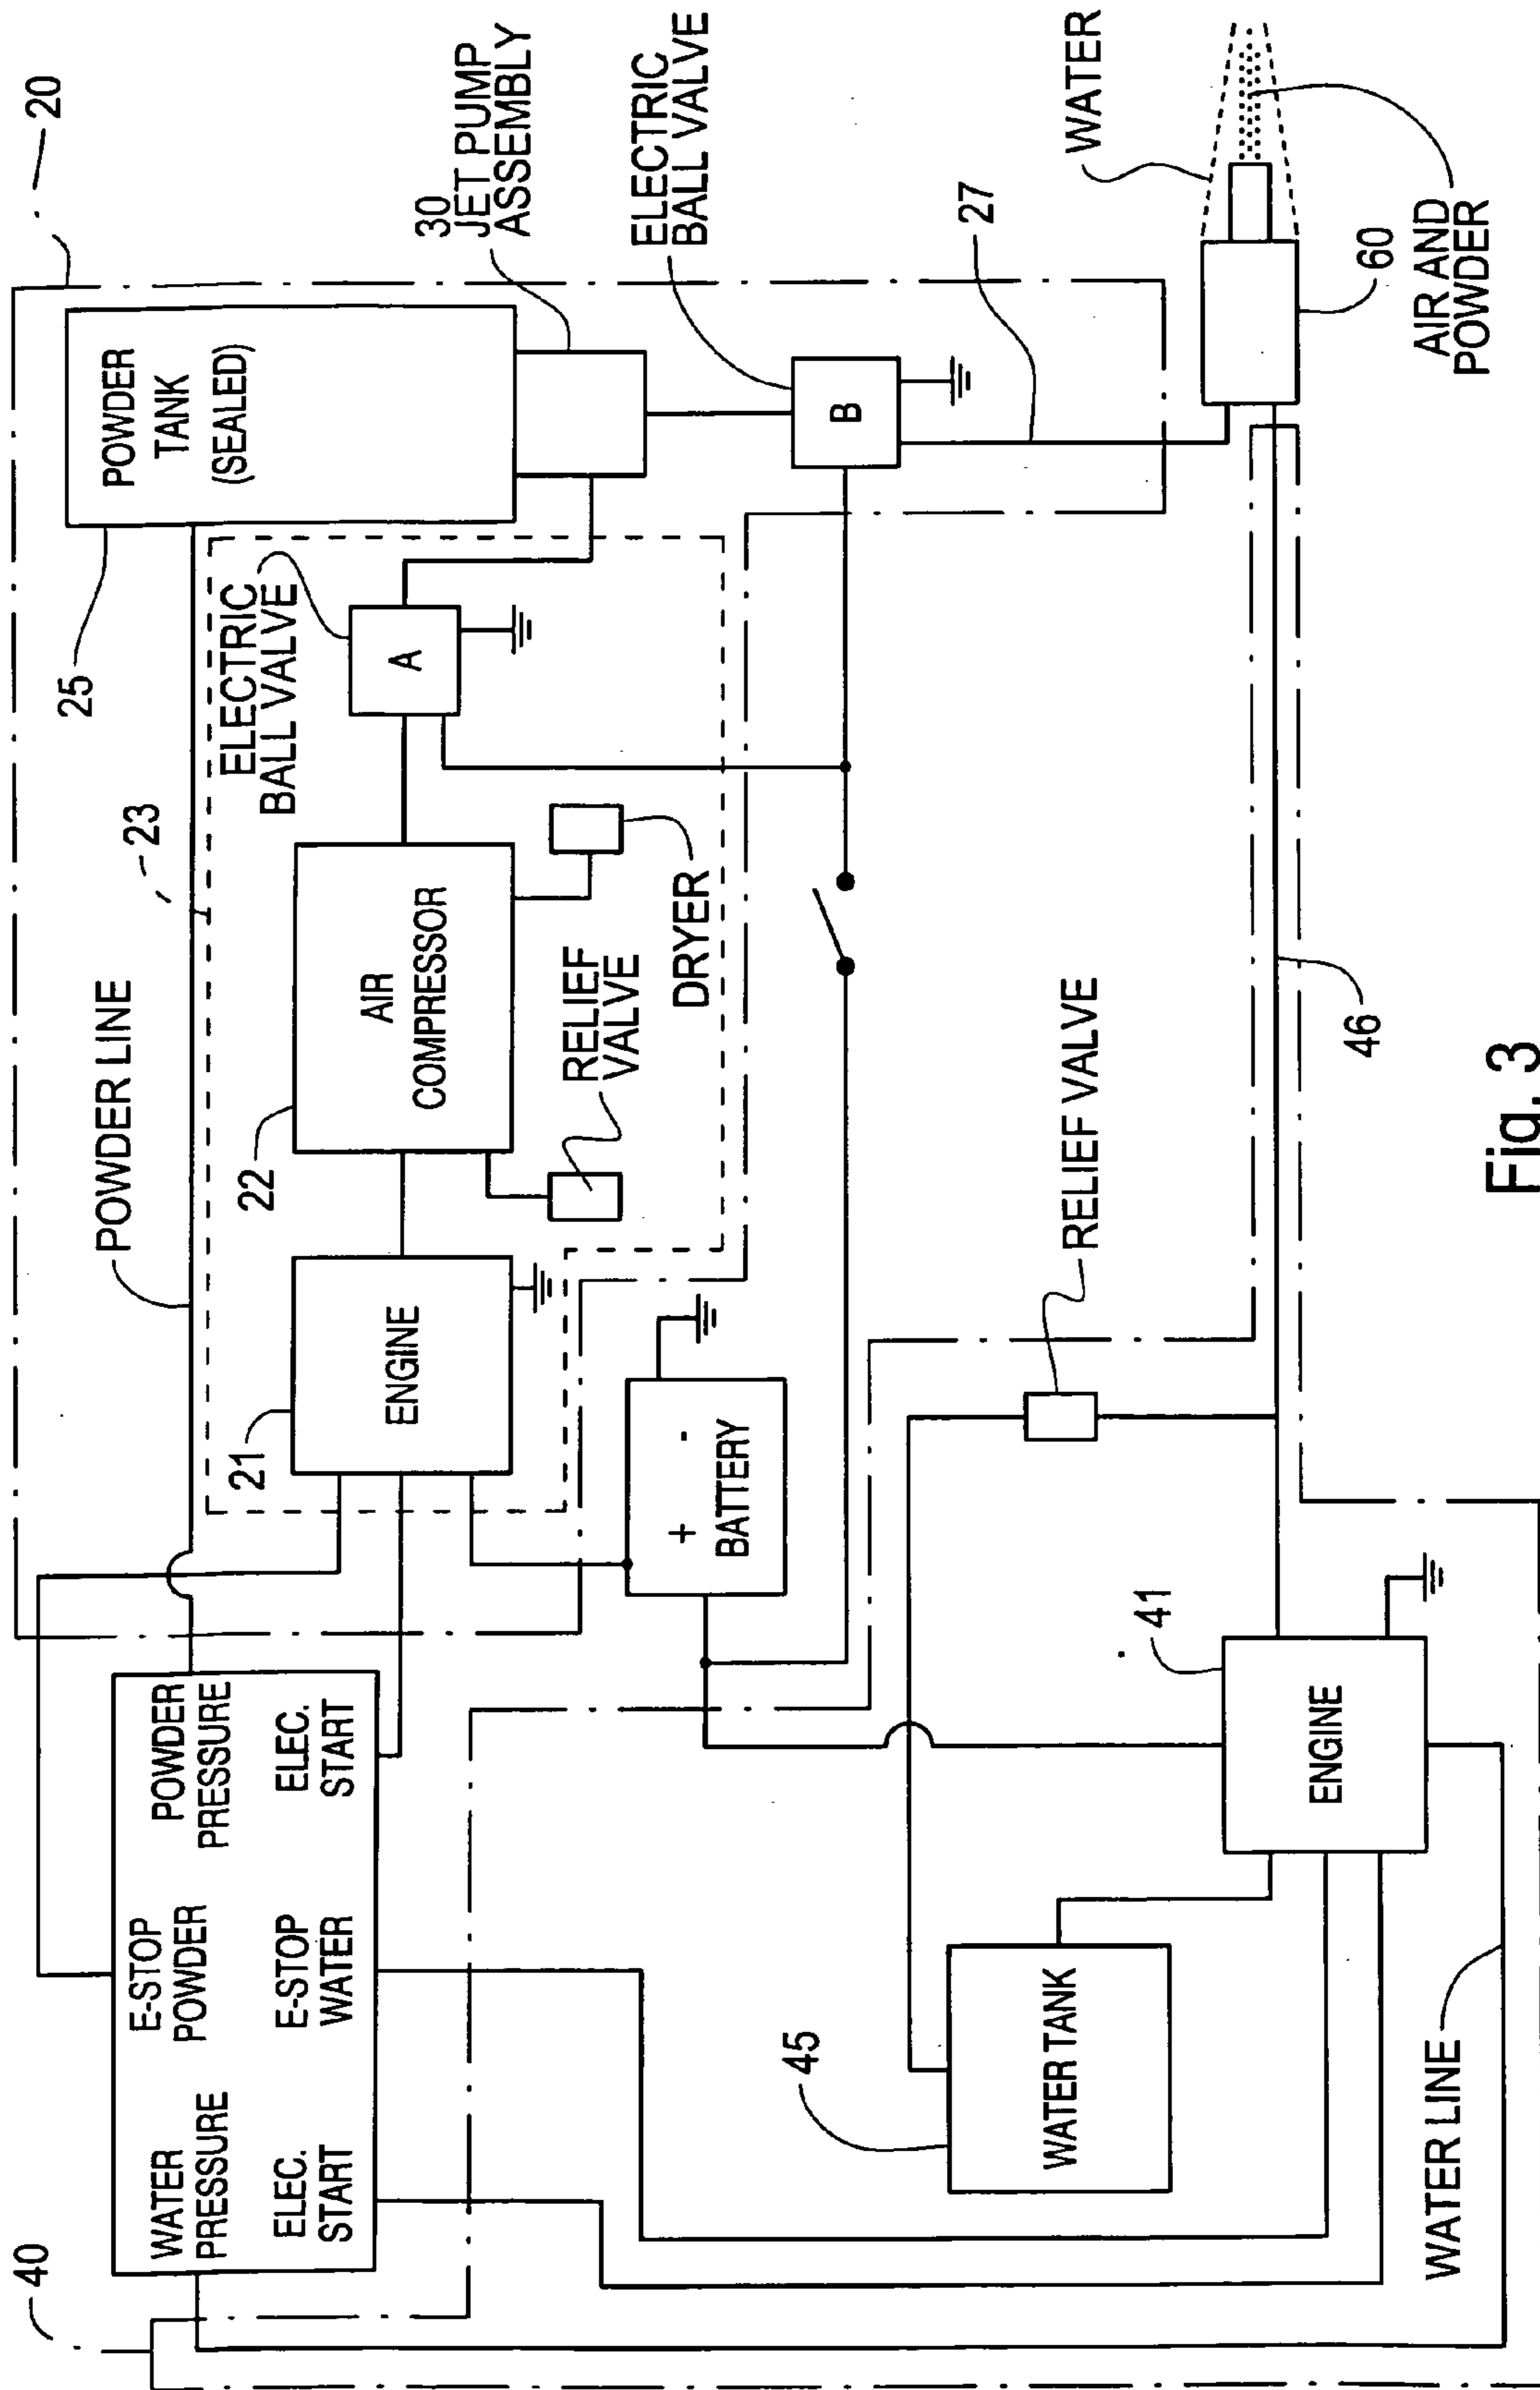 40
20
WATER
PRESSURE
E-STOP
POWDER
POWDER
PRESSURE
ELEC.
START
E-STOP
WATER
ELEC.
START
POWDER LINE
23
25
POWDER
TANK
(SEALED)
21
ENGINE
22
AIR
COMPRESSOR
ELECTRIC
BALL VALVE
A
30
JET PUMP
ASSEMBLY
RELIEF
VALVE
DRYER
+ -
BATTERY
ELECTRIC
BALL VALVE
B
27
45
WATER TANK
RELIEF VALVE
41
ENGINE
46
WATER
60
AIR AND
POWDER
WATER LINE
Fig. 3